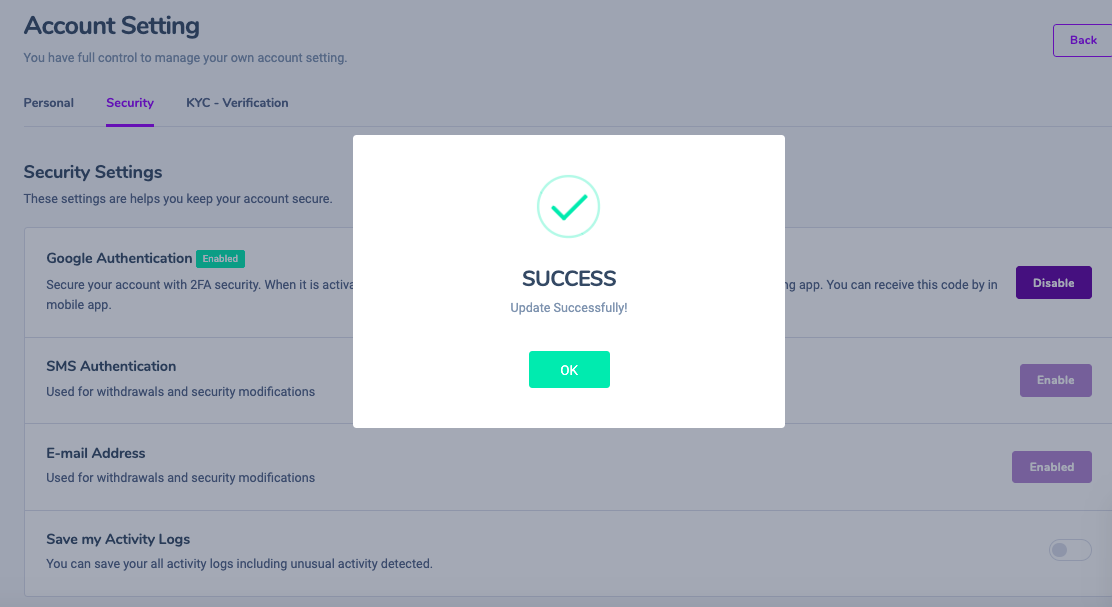 Account Setting
Back
You have full control to manage your own account setting.
Personal
Security
KYC - Verification
Security Settings
These settings are helps you keep your account secure.
Google Authentication Enabled
Secure your account with 2FA security. When it is activa
ng app. You can receive this code by in
mobile app.
Disable
SUCCESS
Update Successfully!
OK
SMS Authentication
Used for withdrawals and security modifications
Enable
E-mail Address
Used for withdrawals and security modifications
Enabled
Save my Activity Logs
You can save your all activity logs including unusual activity detected.